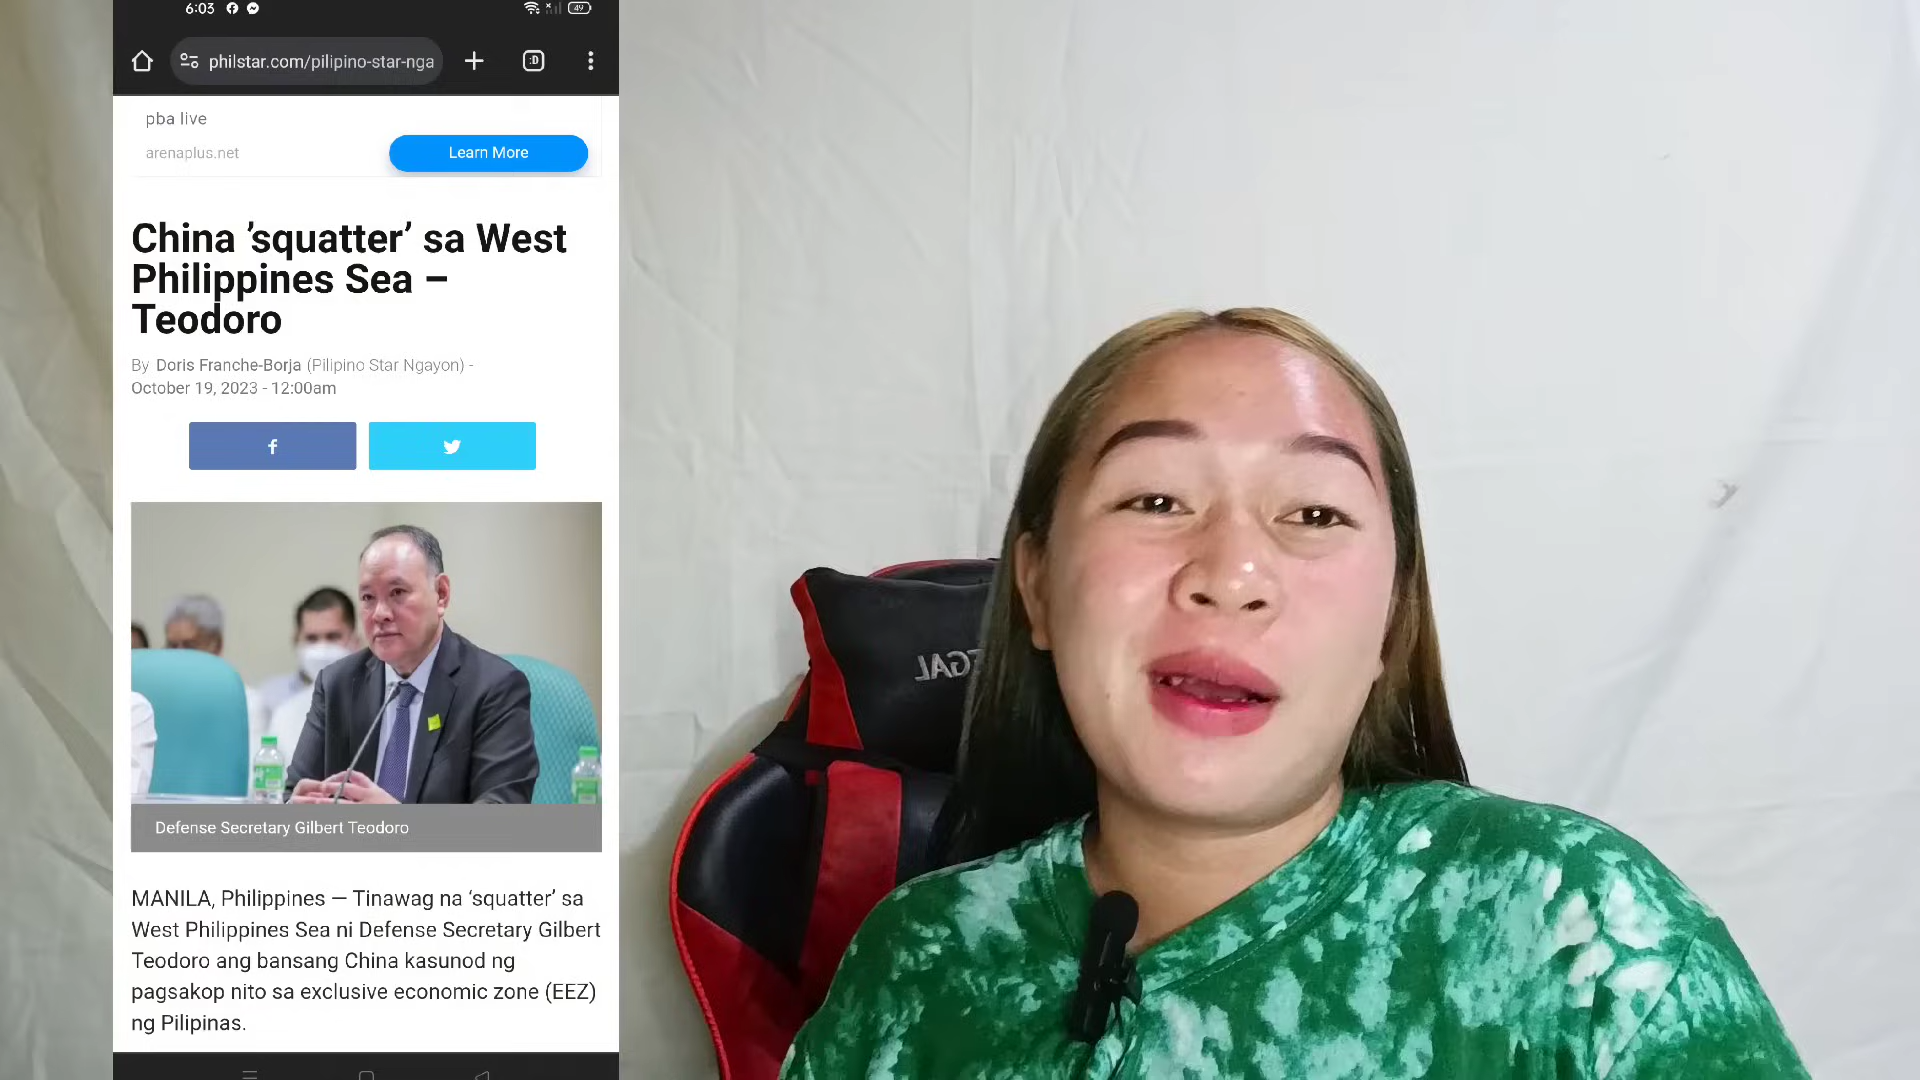 6:03
49
philstar.com/pilipino-star-nga
:D
pba live
arenaplus.net
Learn More
China ’squatter’ sa West
Philippines Sea –
Teodoro
By Doris Franche-Borja (Pilipino Star Ngayon) -
October 19, 2023 - 12:00am
Defense Secretary Gilbert Teodoro
MANILA, Philippines — Tinawag na ‘squatter’ sa
West Philippines Sea ni Defense Secretary Gilbert
Teodoro ang bansang China kasunod ng
pagsakop nito sa exclusive economic zone (EEZ)
ng Pilipinas.